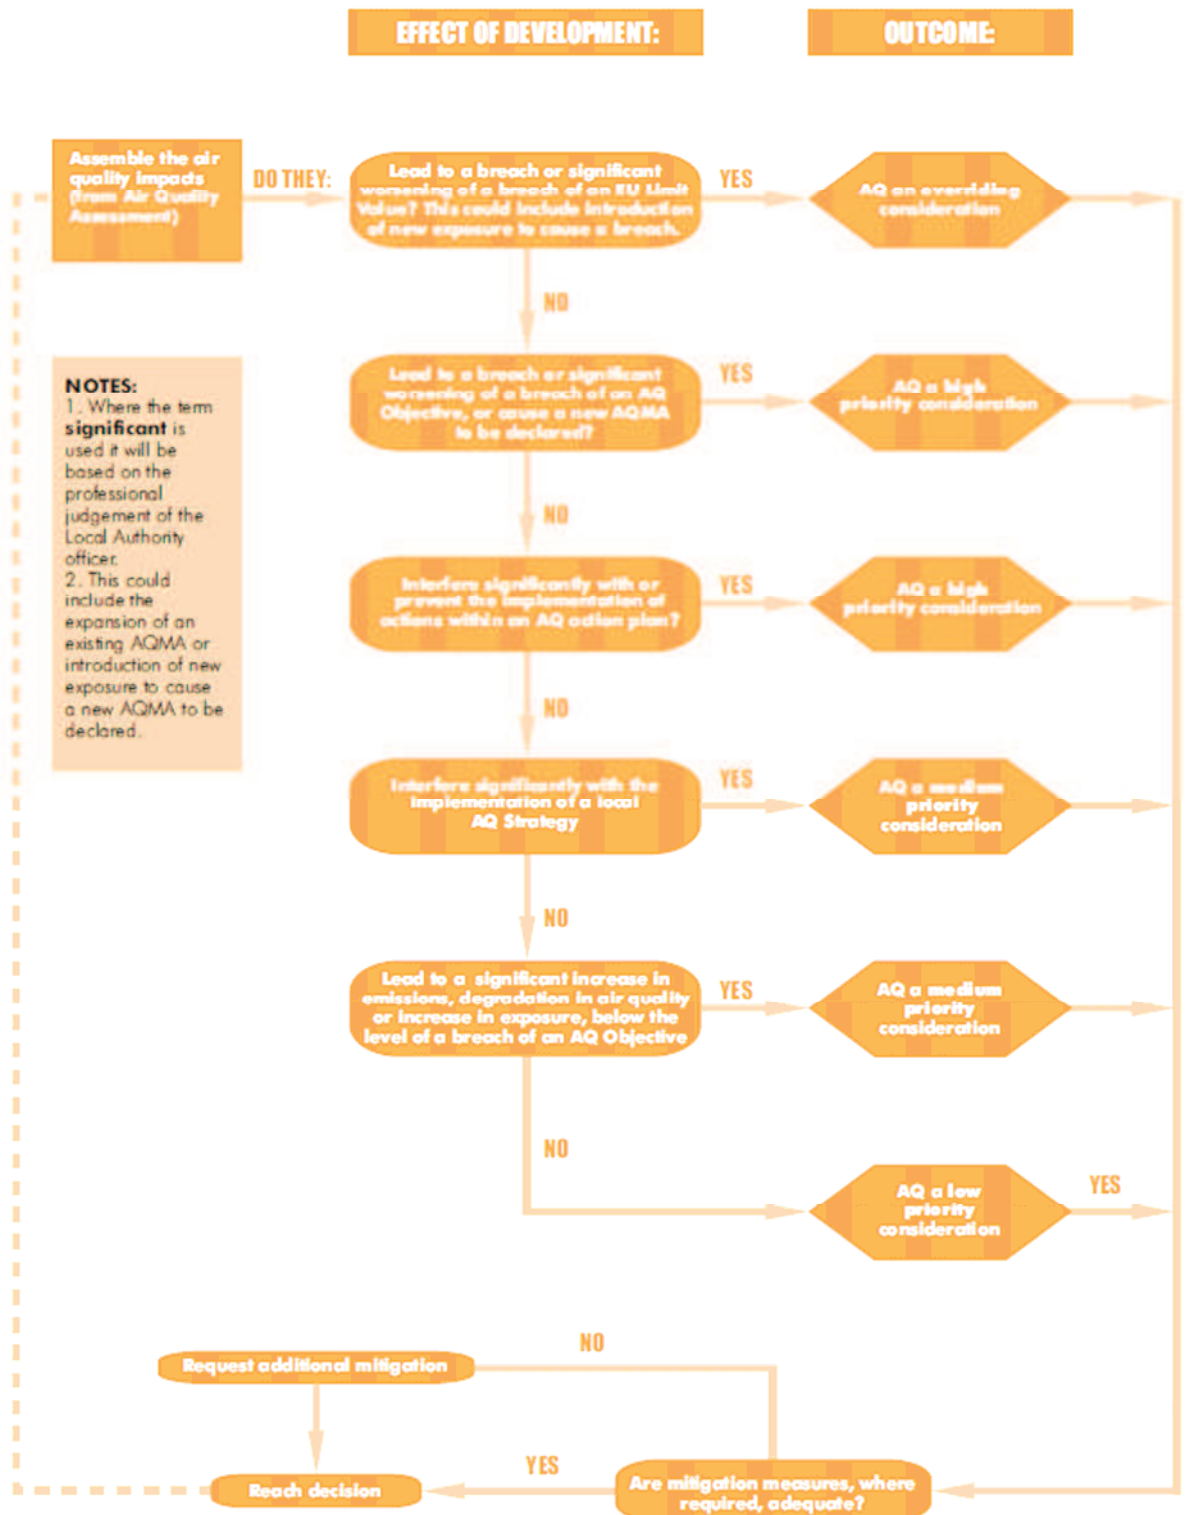 EFFECT OF DEVELOPMENT:
OUTCOME:
Assemble the air
quality impacts
(from Air Quality
Assessment)
DO THEY:
Lead to a breach or significant
worsening of a breach of an EU Limit
Value? This could include introduction
of new exposure to cause a breach.
YES
AQ an overriding
consideration
NO
NOTES:
1. Where the term
significant is
used it will be
based on the
professional
judgement of the
Local Authority
officer.
2. This could
include the
expansion of an
existing AQMA or
introduction of new
exposure to cause
a new AQMA to be
declared.
Lead to a breach or significant
worsening of a breach of an AQ
Objective, or cause a new AQMA
to be declared?
YES
AQ a high
priority consideration
NO
Interfere significantly with or
prevent the implementation of
actions within an AQ action plan?
YES
AQ a high
priority consideration
NO
Interfere significantly with the
implementation of a local
AQ Strategy
YES
AQ a medium
priority
consideration
NO
Lead to a significant increase in
emissions, degradation in air quality
or increase in exposure, below the
level of a breach of an AQ Objective
YES
AQ a medium
priority
consideration
NO
AQ a low
priority
consideration
YES
NO
Request additional mitigation
YES
Reach decision
Are mitigation measures, where
required, adequate?